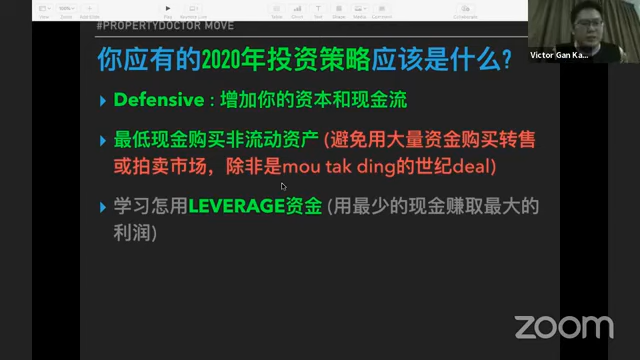 #PROPERTYDOCTOR MOVE
Victor Gan Ka...
你应有的2020年投资策略应该是什么?
Defensive : 增加你的资本和现金流
最低现金购买非流动资产 (避免用大量资金购买转售
或拍卖市场，除非是mou tak ding的世纪deal)
学习怎用LEVERAGE资金 (用最少的现金赚取最大的
利润)
zoom